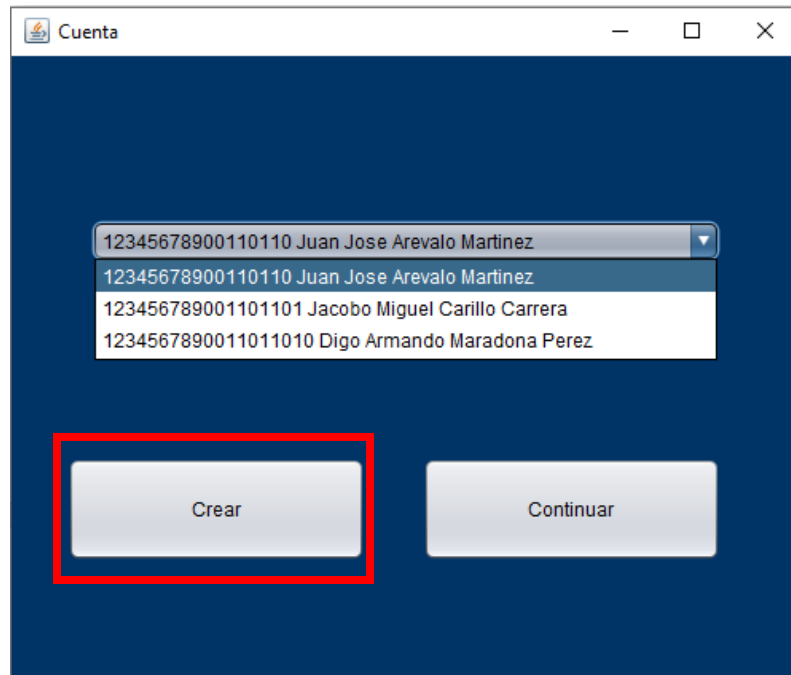 Cuenta
12345678900110110 Juan Jose Arevalo Martinez
12345678900110110 Juan Jose Arevalo Martinez
123456789001101101 Jacobo Miguel Carillo Carrera
1234567890011011010 Digo Armando Maradona Perez
Crear
Continuar